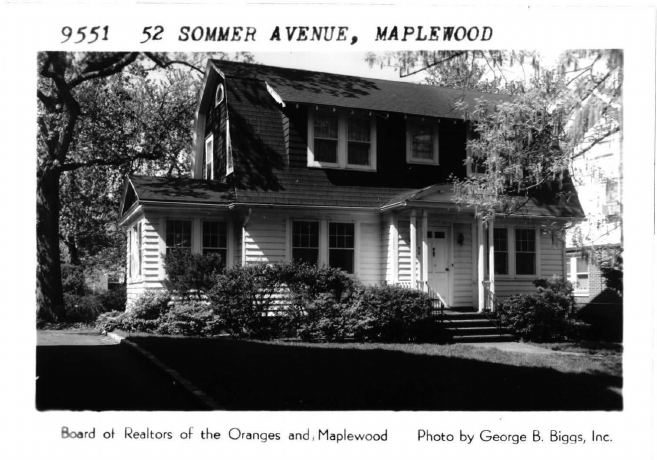 9551 52 SOMMER AVENUE, MAPLEWOOD
Board of Realtors of the Oranges and, Maplewood Photo by George B. Biggs, Inc.